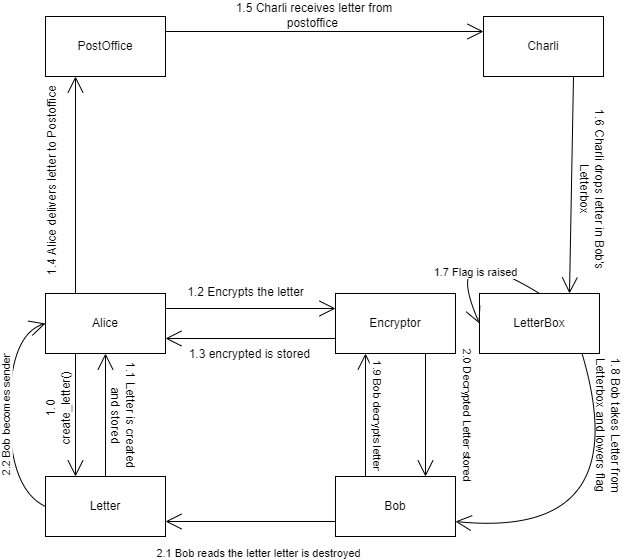 1.5 Charli receives letter from
postoffice
PostOffice
Charli
1.4 Alice delivers letter to Postoffice
1.6 Charli drops letter in Bob's
Letterbox
1.7 Flag is raised
1.2 Encrypts the letter
Alice
Encryptor
LetterBox
1.3 encrypted is stored
2.2 Bob becomes sender
1.0
create_letter()
1.1 Letter is created
and stored
1.9 Bob decrypts letter
2.0 Decrypted Letter stored
1.8 Bob takes Letter from
Letterbox and lowers flag
Letter
Bob
2.1 Bob reads the letter letter is destroyed